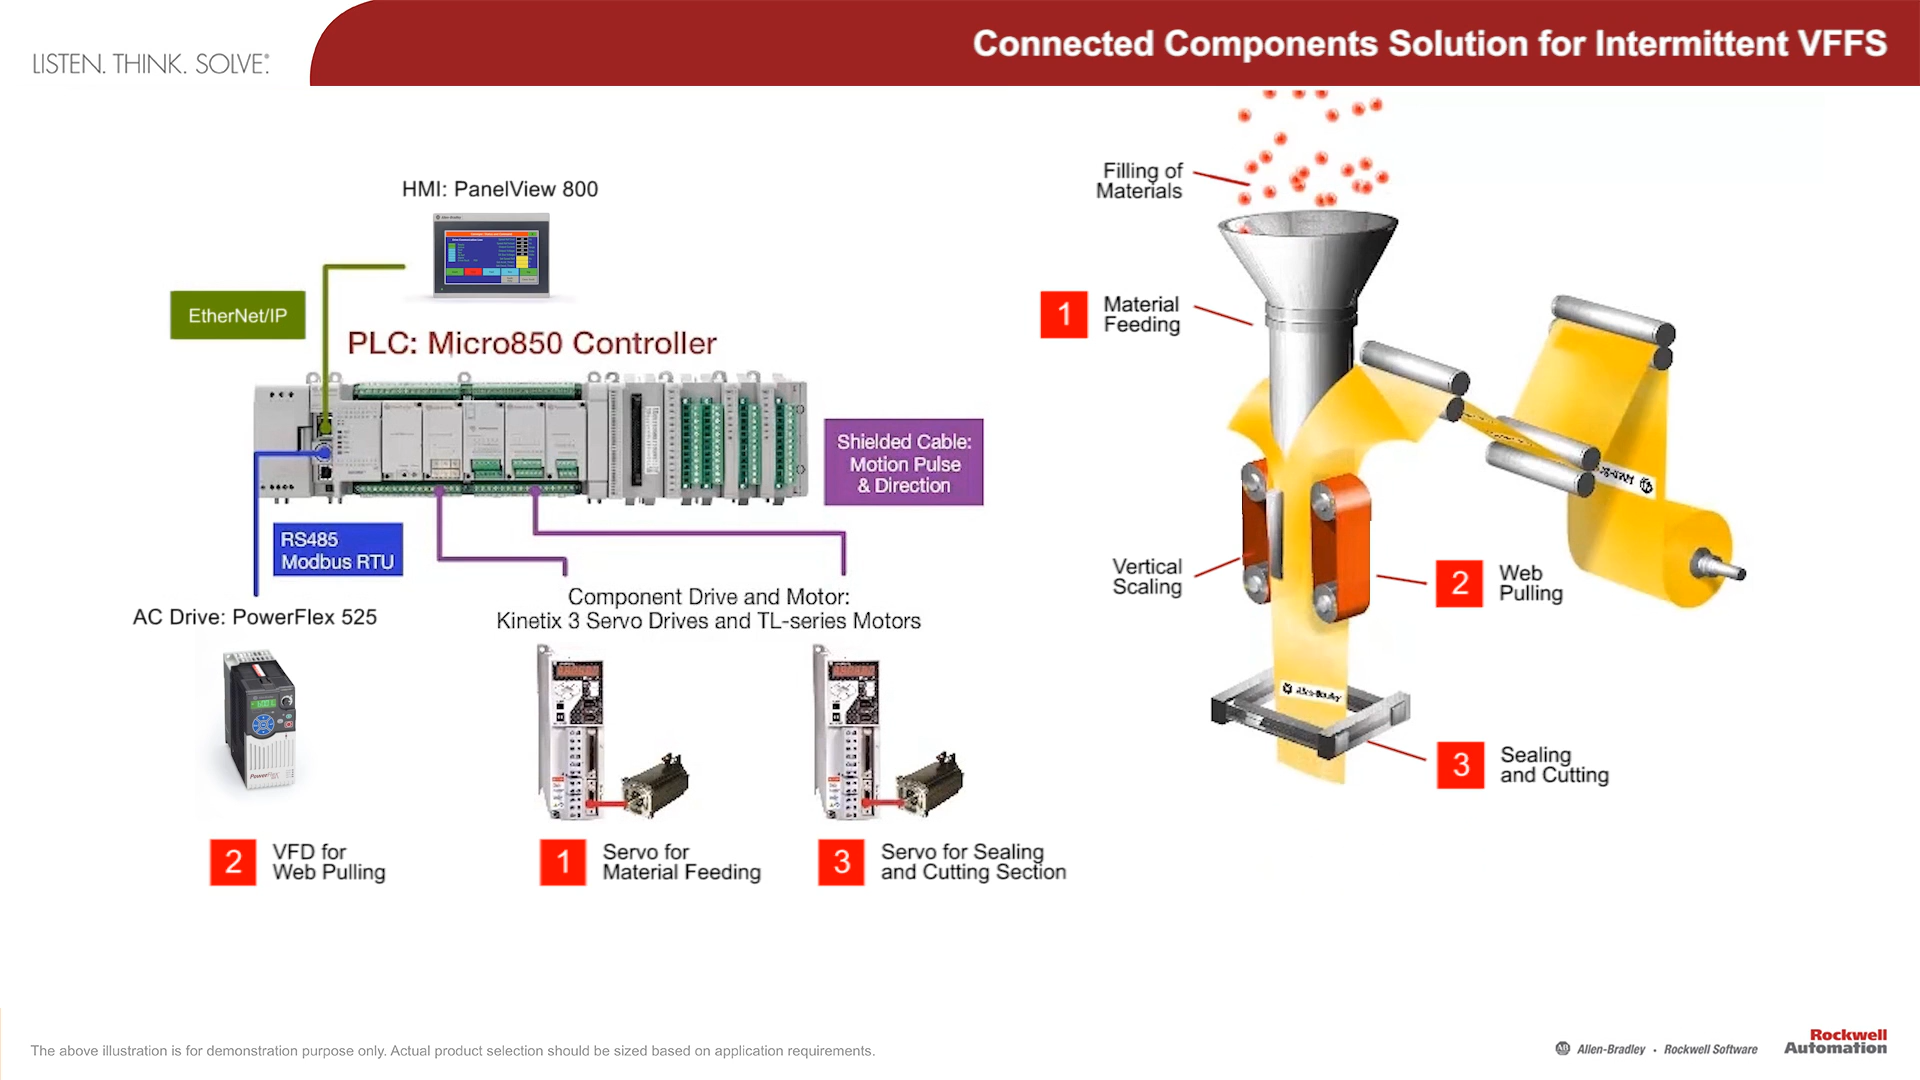 LISTEN. THINK. SOLVE.®
Connected Components Solution for Intermittent VFFS
HMI: PanelView 800
EtherNet/IP
PLC: Micro850 Controller
Shielded Cable:
Motion Pulse
& Direction
RS485
Modbus RTU
AC Drive: PowerFlex 525
Component Drive and Motor:
Kinetix 3 Servo Drives and TL-series Motors
PowerFlex
2
VFD for
Web Pulling
1
Servo for
Material Feeding
3
Servo for Sealing
and Cutting Section
Filling of
Materials
1
Material
Feeding
Vertical
Scaling
2
Web
Pulling
Allen-Bradley
3
Sealing
and Cutting
The above illustration is for demonstration purpose only. Actual product selection should be sized based on application requirements.
AB Allen-Bradley • Rockwell Software
Rockwell
Automation